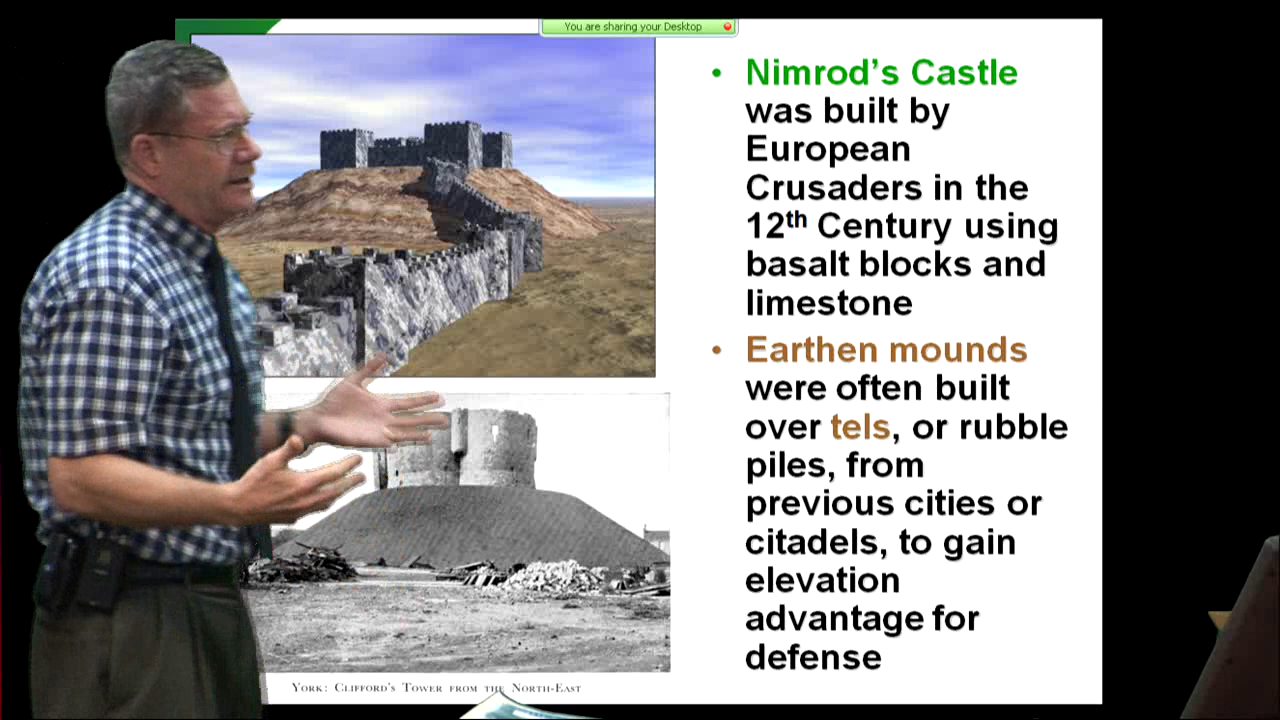 You are sharing your Desktop
• Nimrod's Castle
was built by
European
Crusaders in the
12th Century using
basalt blocks and
limestone
• Earthen mounds
were often built
over tels, or rubble
piles, from
previous cities or
citadels, to gain
elevation
advantage for
defense
York: Clifford's Tower from the North-East